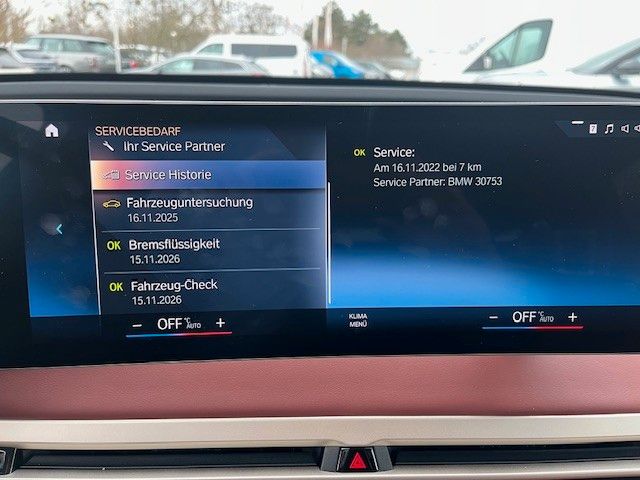 SERVICEBEDARF
Ihr Service Partner
Service Historie
Fahrzeuguntersuchung
16.11.2025
OK Bremsflüssigkeit
15.11.2026
OK Fahrzeug-Check
15.11.2026
OK Service:
Am 16.11.2022 bei 7 km
Service Partner: BMW 30753
7
− OFF °C AUTO +
KLIMA
MENÜ
− OFF °C AUTO +